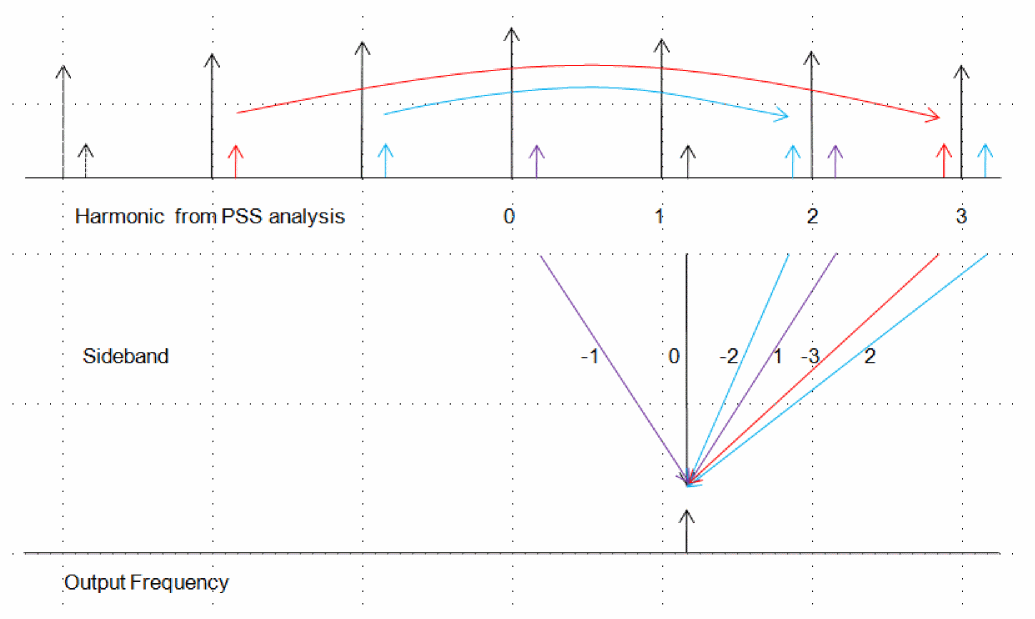 Harmonic from PSS analysis 0 1 2 3
Sideband -1 0 -2 1 -3 2
Output Frequency